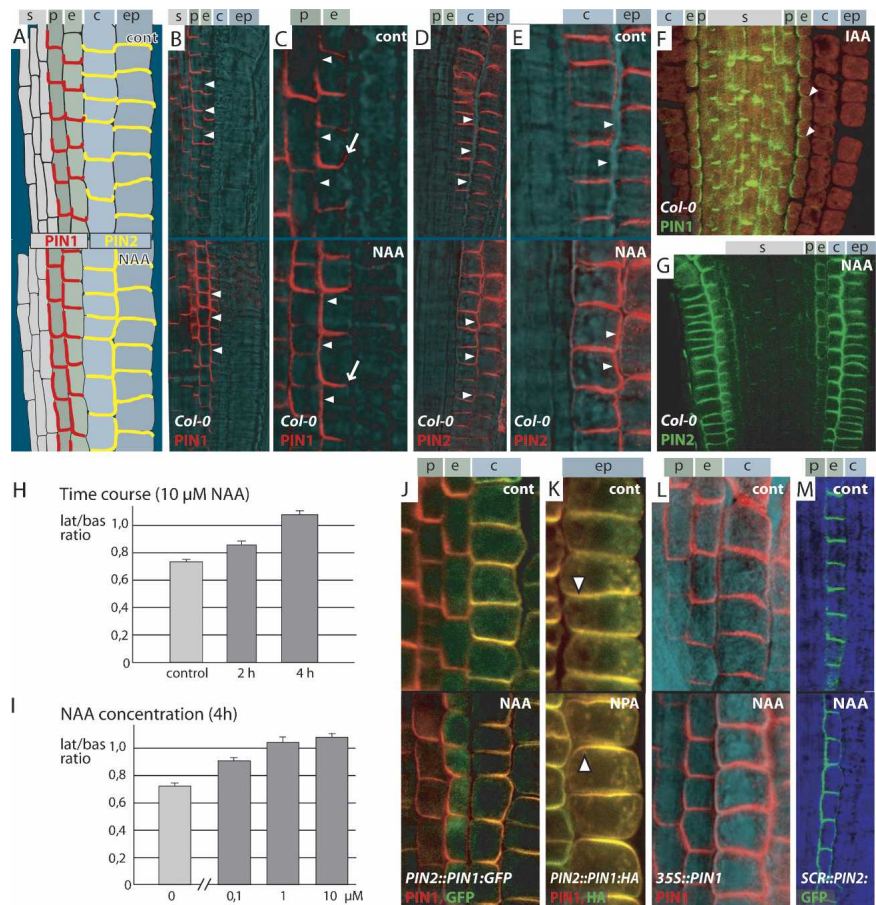 s p e c ep
s p e c ep
p e
c ep
c ep
c e p s p e c ep
A cont
B
C cont
D
E cont
F IAA
Col-0
PIN1
PIN1 PIN2
NAA
NAA
Col-0
PIN1
Col-0
PIN1
Col-0
PIN2
NAA
Col-0
PIN2
s p e c ep
G NAA
Col-0
PIN2
H Time course (10 µM NAA)
lat/bas
ratio
1,0
0,8
0,6
0,4
0,2
0
control 2 h 4 h
I NAA concentration (4h)
lat/bas
ratio
1,0
0,8
0,6
0,4
0,2
0
0 0,1 1 10 µM
p e c
ep
p e c
p e c
J cont
K cont
L cont
M cont
NAA
PIN2::PIN1:GFP
PIN1, GFP
NPA
PIN2::PIN1:HA
PIN1, HA
NAA
35S::PIN1
PIN1
NAA
SCR::PIN2:
GFP